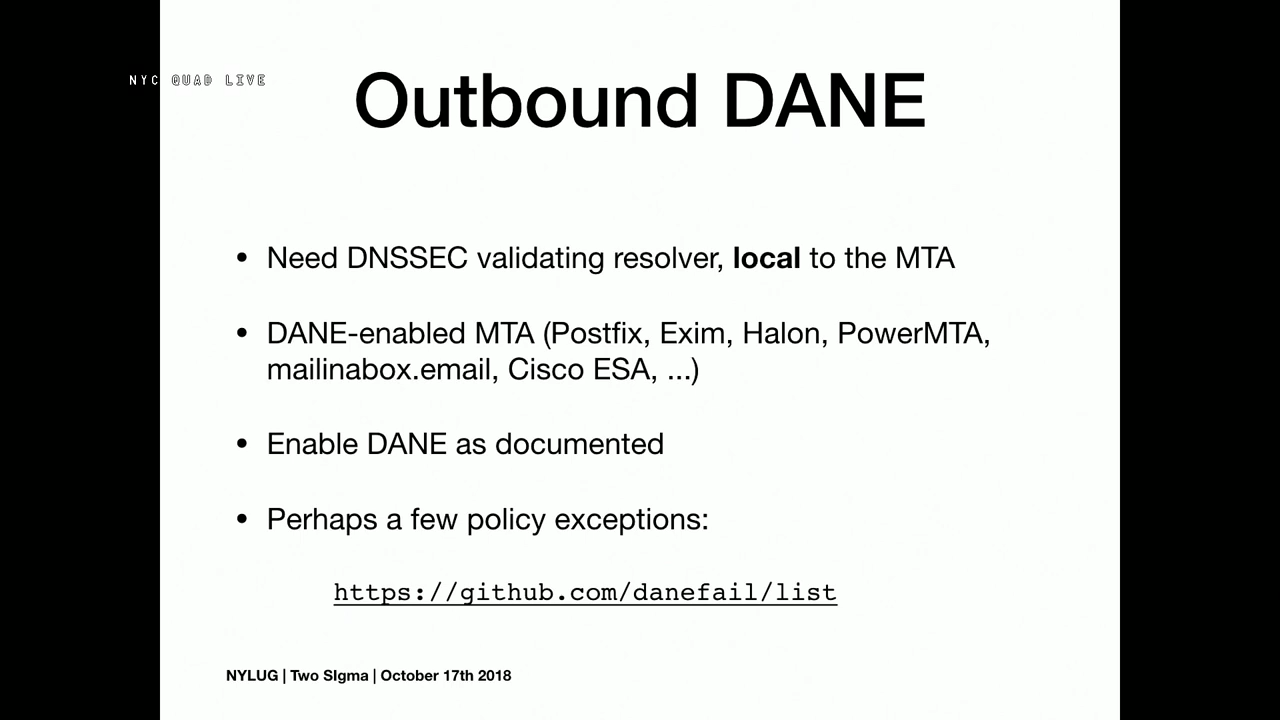 NYC QUAD LIVE
Outbound DANE
• Need DNSSEC validating resolver, local to the MTA
• DANE-enabled MTA (Postfix, Exim, Halon, PowerMTA,
mailinabox.email, Cisco ESA, ...)
• Enable DANE as documented
• Perhaps a few policy exceptions:
https://github.com/danefail/list
NYLUG | Two SIgma | October 17th 2018